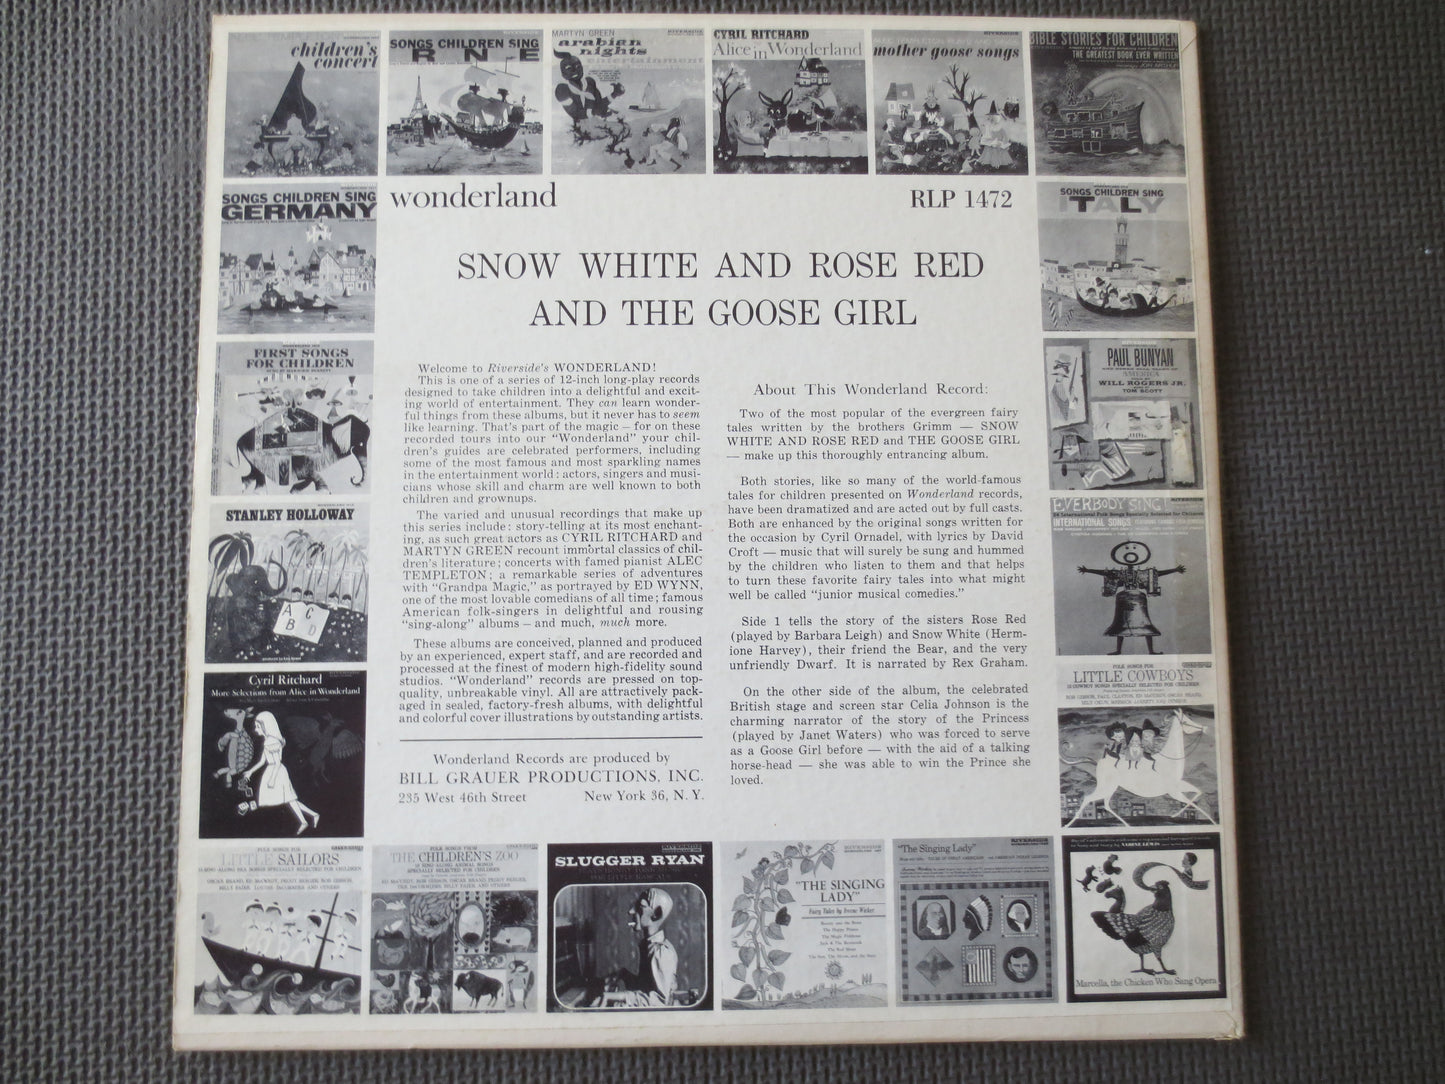 children's
concert
SONGS CHILDREN SING
R N E
MARTYN GREEN
arabian
nights
entertainment
CYRIL RITCHARD
Alice in Wonderland
mother goose songs
BIBLE STORIES FOR CHILDREN
THE GREATEST BOOK EVER WRITTEN
SONGS CHILDREN SING
GERMANY
wonderland
RLP 1472
SONGS CHILDREN SING
ITALY
SNOW WHITE AND ROSE RED
AND THE GOOSE GIRL
Welcome to Riverside's WONDERLAND!
This is one of a series of 12-inch long-play records
designed to take children into a delightful and excit-
ing world of entertainment. They can learn wonder-
ful things from these albums, but it never has to seem
like learning. That's part of the magic – for on these
recorded tours into our "Wonderland" your chil-
dren's guides are celebrated performers, including
some of the most famous and most sparkling names
in the entertainment world: actors, singers and musi-
cians whose skill and charm are well known to both
children and grownups.
The varied and unusual recordings that make up
this series include: story-telling at its most enchant-
ing, as such great actors as CYRIL RITCHARD and
MARTYN GREEN recount immortal classics of chil-
dren's literature; concerts with famed pianist ALEC
TEMPLETON; a remarkable series of adventures
with "Grandpa Magic," as portrayed by ED WYNN,
one of the most lovable comedians of all time; famous
American folk-singers in delightful and rousing
"sing-along" albums – and much, much more.
These albums are conceived, planned and produced
by an experienced, expert staff, and are recorded and
processed at the finest of modern high-fidelity sound
studios. "Wonderland" records are pressed on top-
quality, unbreakable vinyl. All are attractively pack-
aged in sealed, factory-fresh albums, with delightful
and colorful cover illustrations by outstanding artists.
Wonderland Records are produced by
BILL GRAUER PRODUCTIONS, INC.
235 West 46th Street New York 36, N. Y.
About This Wonderland Record:
Two of the most popular of the evergreen fairy
tales written by the brothers Grimm — SNOW
WHITE AND ROSE RED and THE GOOSE GIRL
— make up this thoroughly entrancing album.
Both stories, like so many of the world-famous
tales for children presented on Wonderland records,
have been dramatized and are acted out by full casts.
Both are enhanced by the original songs written for
the occasion by Cyril Ornadel, with lyrics by David
Croft — music that will surely be sung and hummed
by the children who listen to them and that helps
to turn these favorite fairy tales into what might
well be called "junior musical comedies."
Side 1 tells the story of the sisters Rose Red
(played by Barbara Leigh) and Snow White (Herm-
ione Harvey), their friend the Bear, and the very
unfriendly Dwarf. It is narrated by Rex Graham.
On the other side of the album, the celebrated
British stage and screen star Celia Johnson is the
charming narrator of the story of the Princess
(played by Janet Waters) who was forced to serve
as a Goose Girl before — with the aid of a talking
horse-head — she was able to win the Prince she
loved.
FIRST SONGS
FOR CHILDREN
PAUL BUNYAN
AMERICA
WILL ROGERS JR.
TOM SCOTT
STANLEY HOLLOWAY
A B C D
EVERYBODY SING!
INTERNATIONAL SONGS
Cyril Ritchard
More Selections from Alice in Wonderland
FOLK SONGS FOR
LITTLE COWBOYS
FOLK SONGS FOR
LITTLE SAILORS
FOLK SONGS FROM
THE CHILDREN'S ZOO
SPECIALLY SELECTED FOR CHILDREN
SLUGGER RYAN
"THE SINGING
LADY"
Fairy Tales by Irene Wicker
"The Singing Lady"
Marcella, the Chicken Who Sang Opera